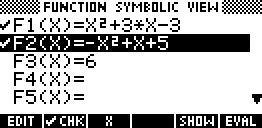 FUNCTION SYMBOLIC VIEW
✓F1(X)=X²+3*X-3
✓F2(X)=-X²+X+5
F3(X)=6
F4(X)=
F5(X)=
EDIT ✓CHK X SHOW EVAL